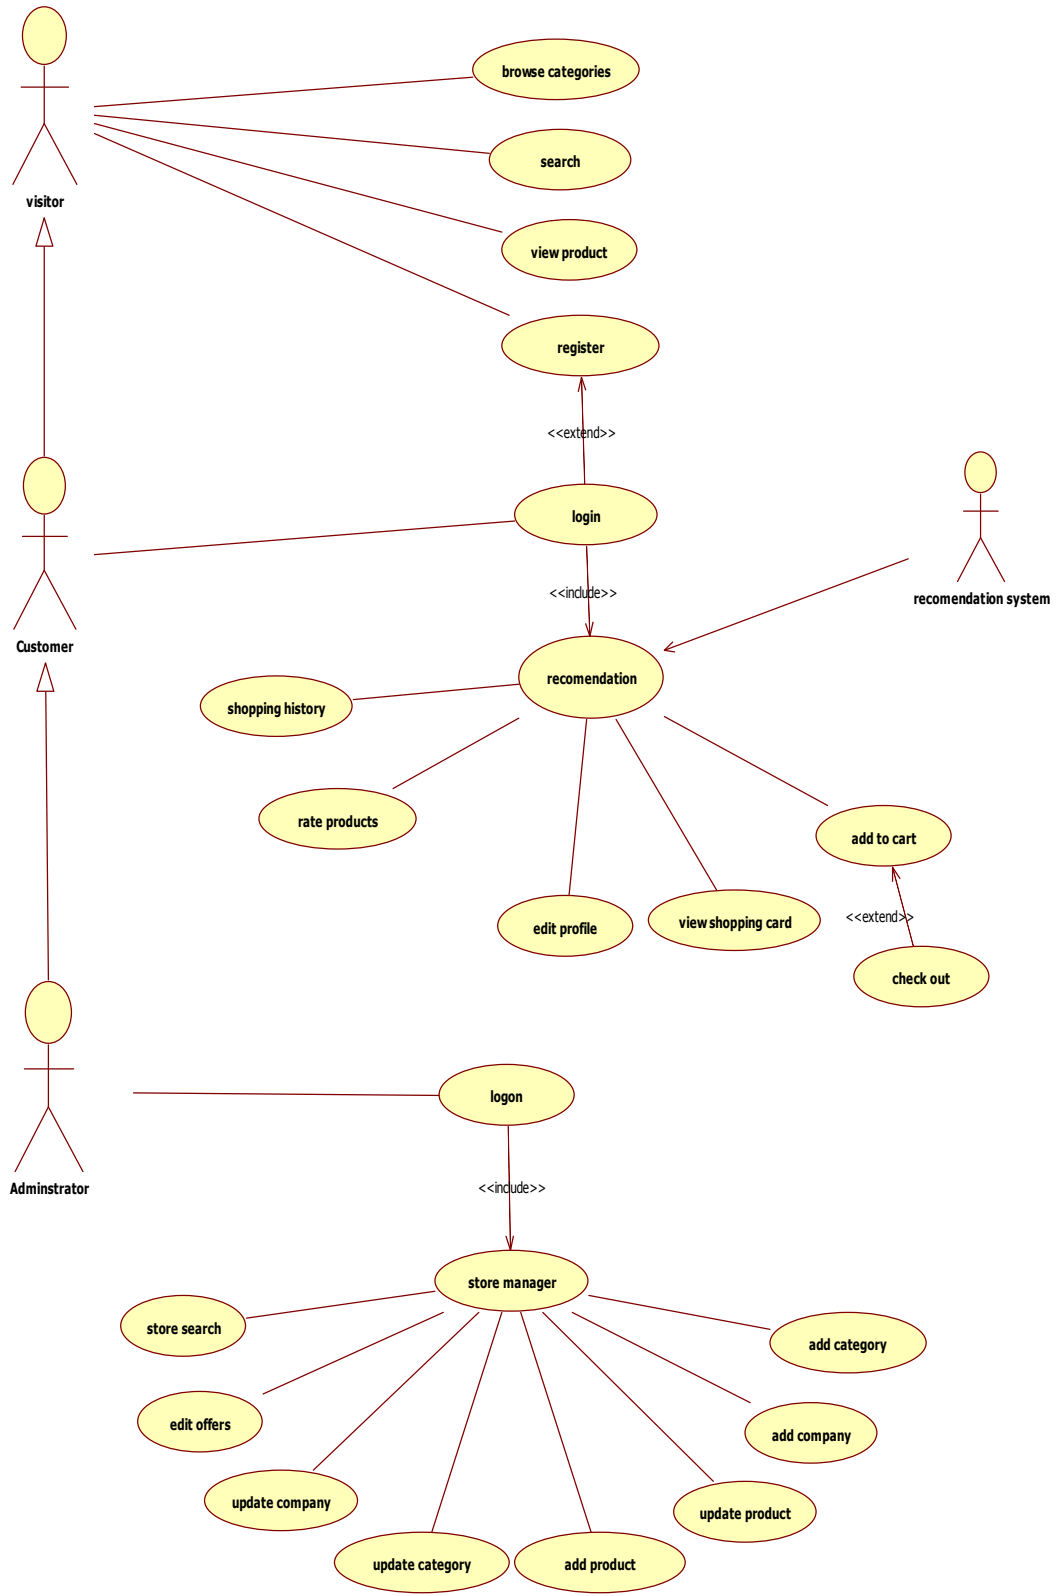 browse categories
search
visitor
view product
register
<<extend>>
login
<<include>>
recomendation system
Customer
recomendation
shopping history
rate products
add to cart
<<extend>>
view shopping card
edit profile
check out
logon
Adminstrator
<<include>>
store manager
store search
add category
edit offers
add company
update company
update product
update category
add product